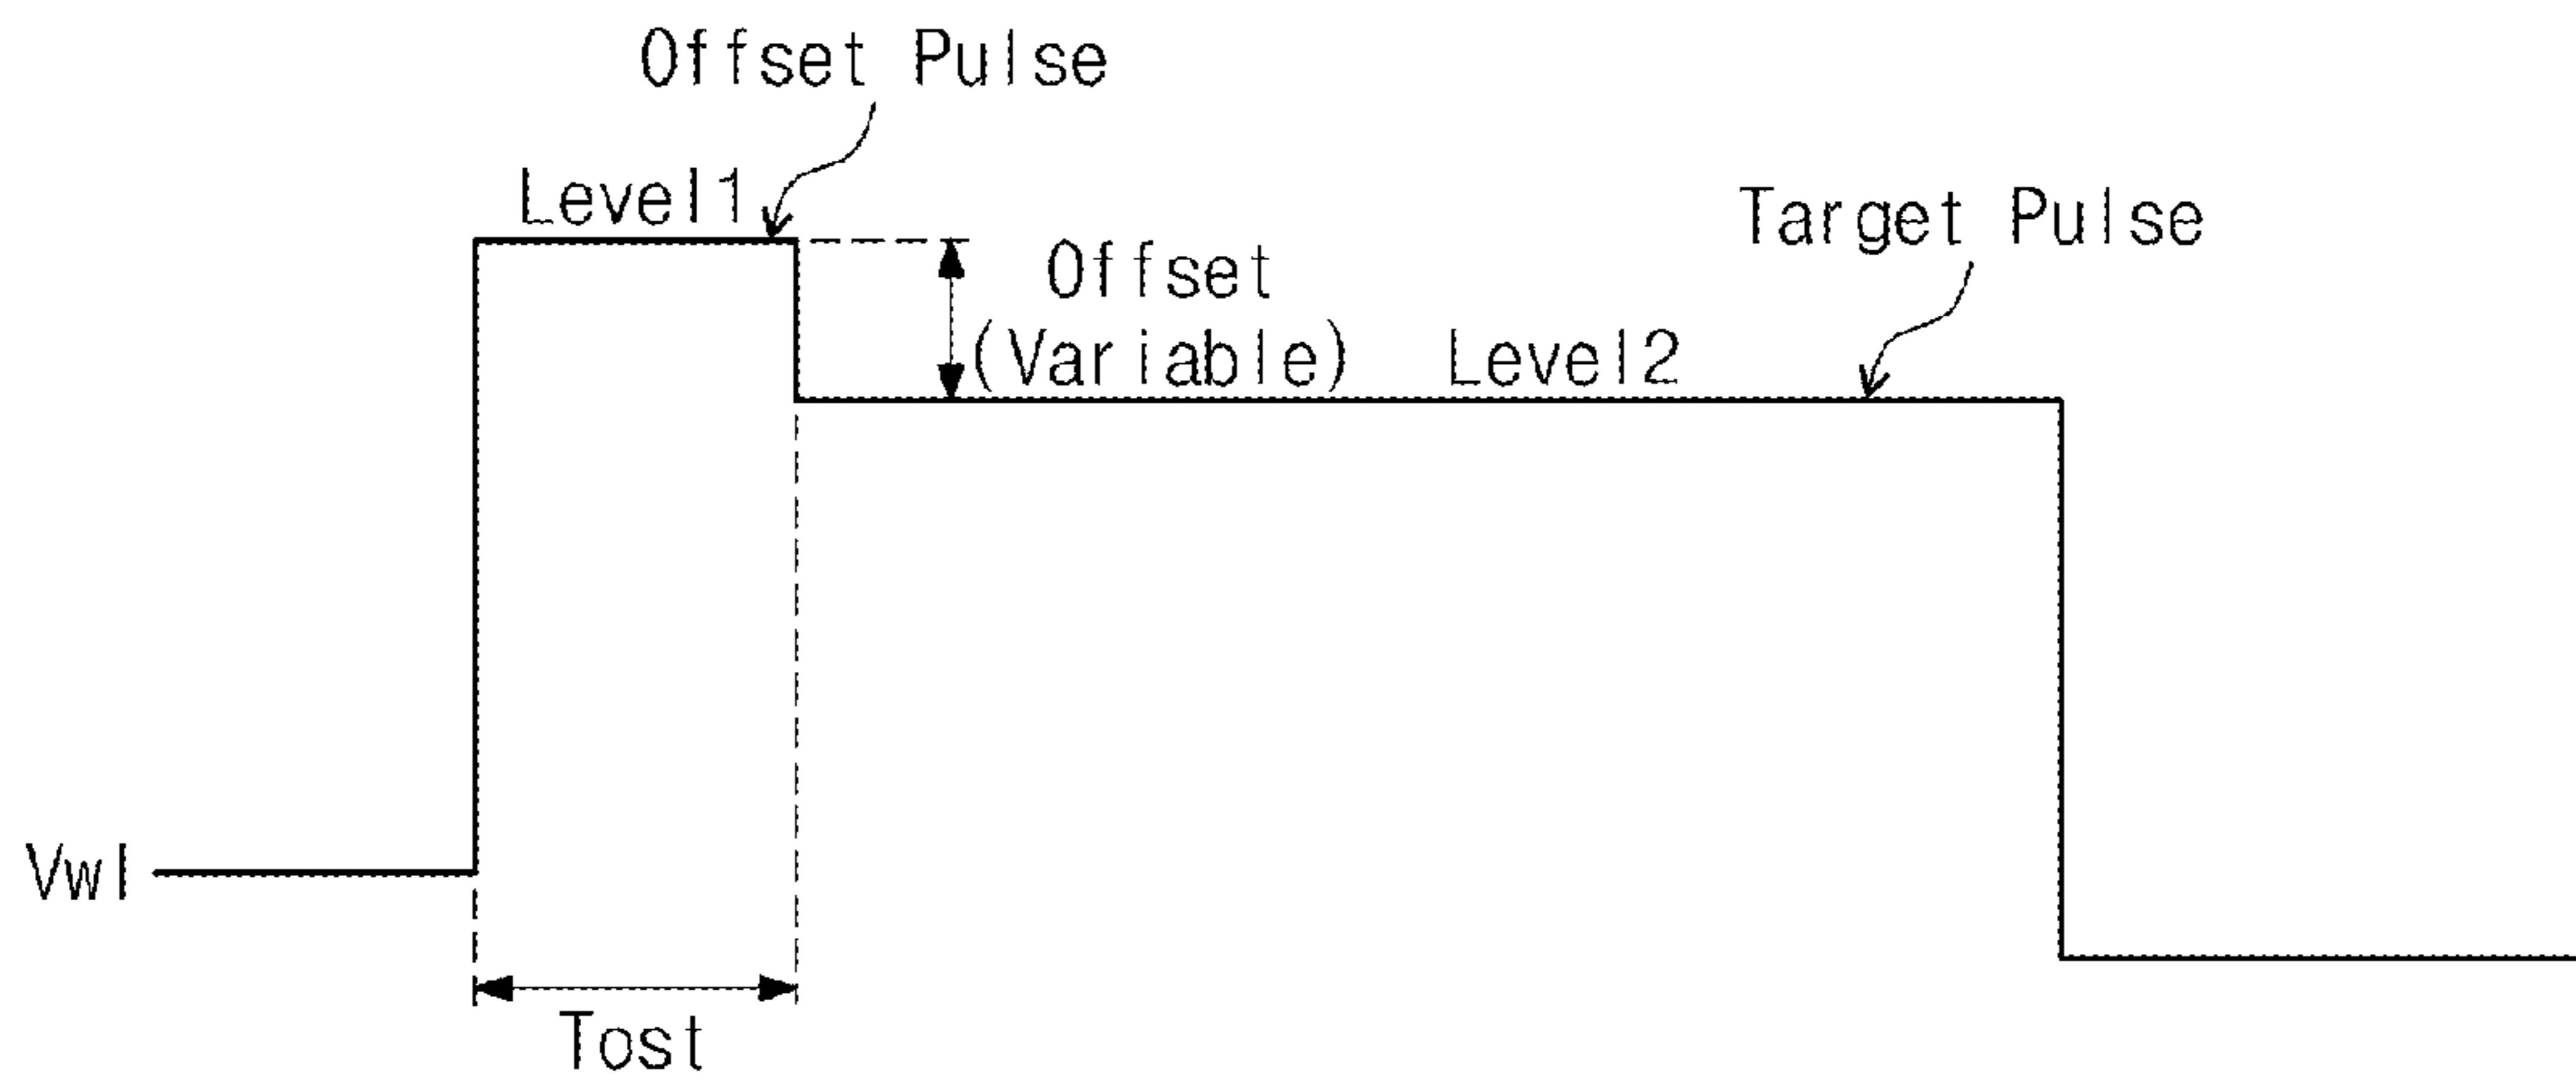 Offset Pulse
Level1
Target Pulse
Offset
(Variable)
Level2
Vwl
Tost